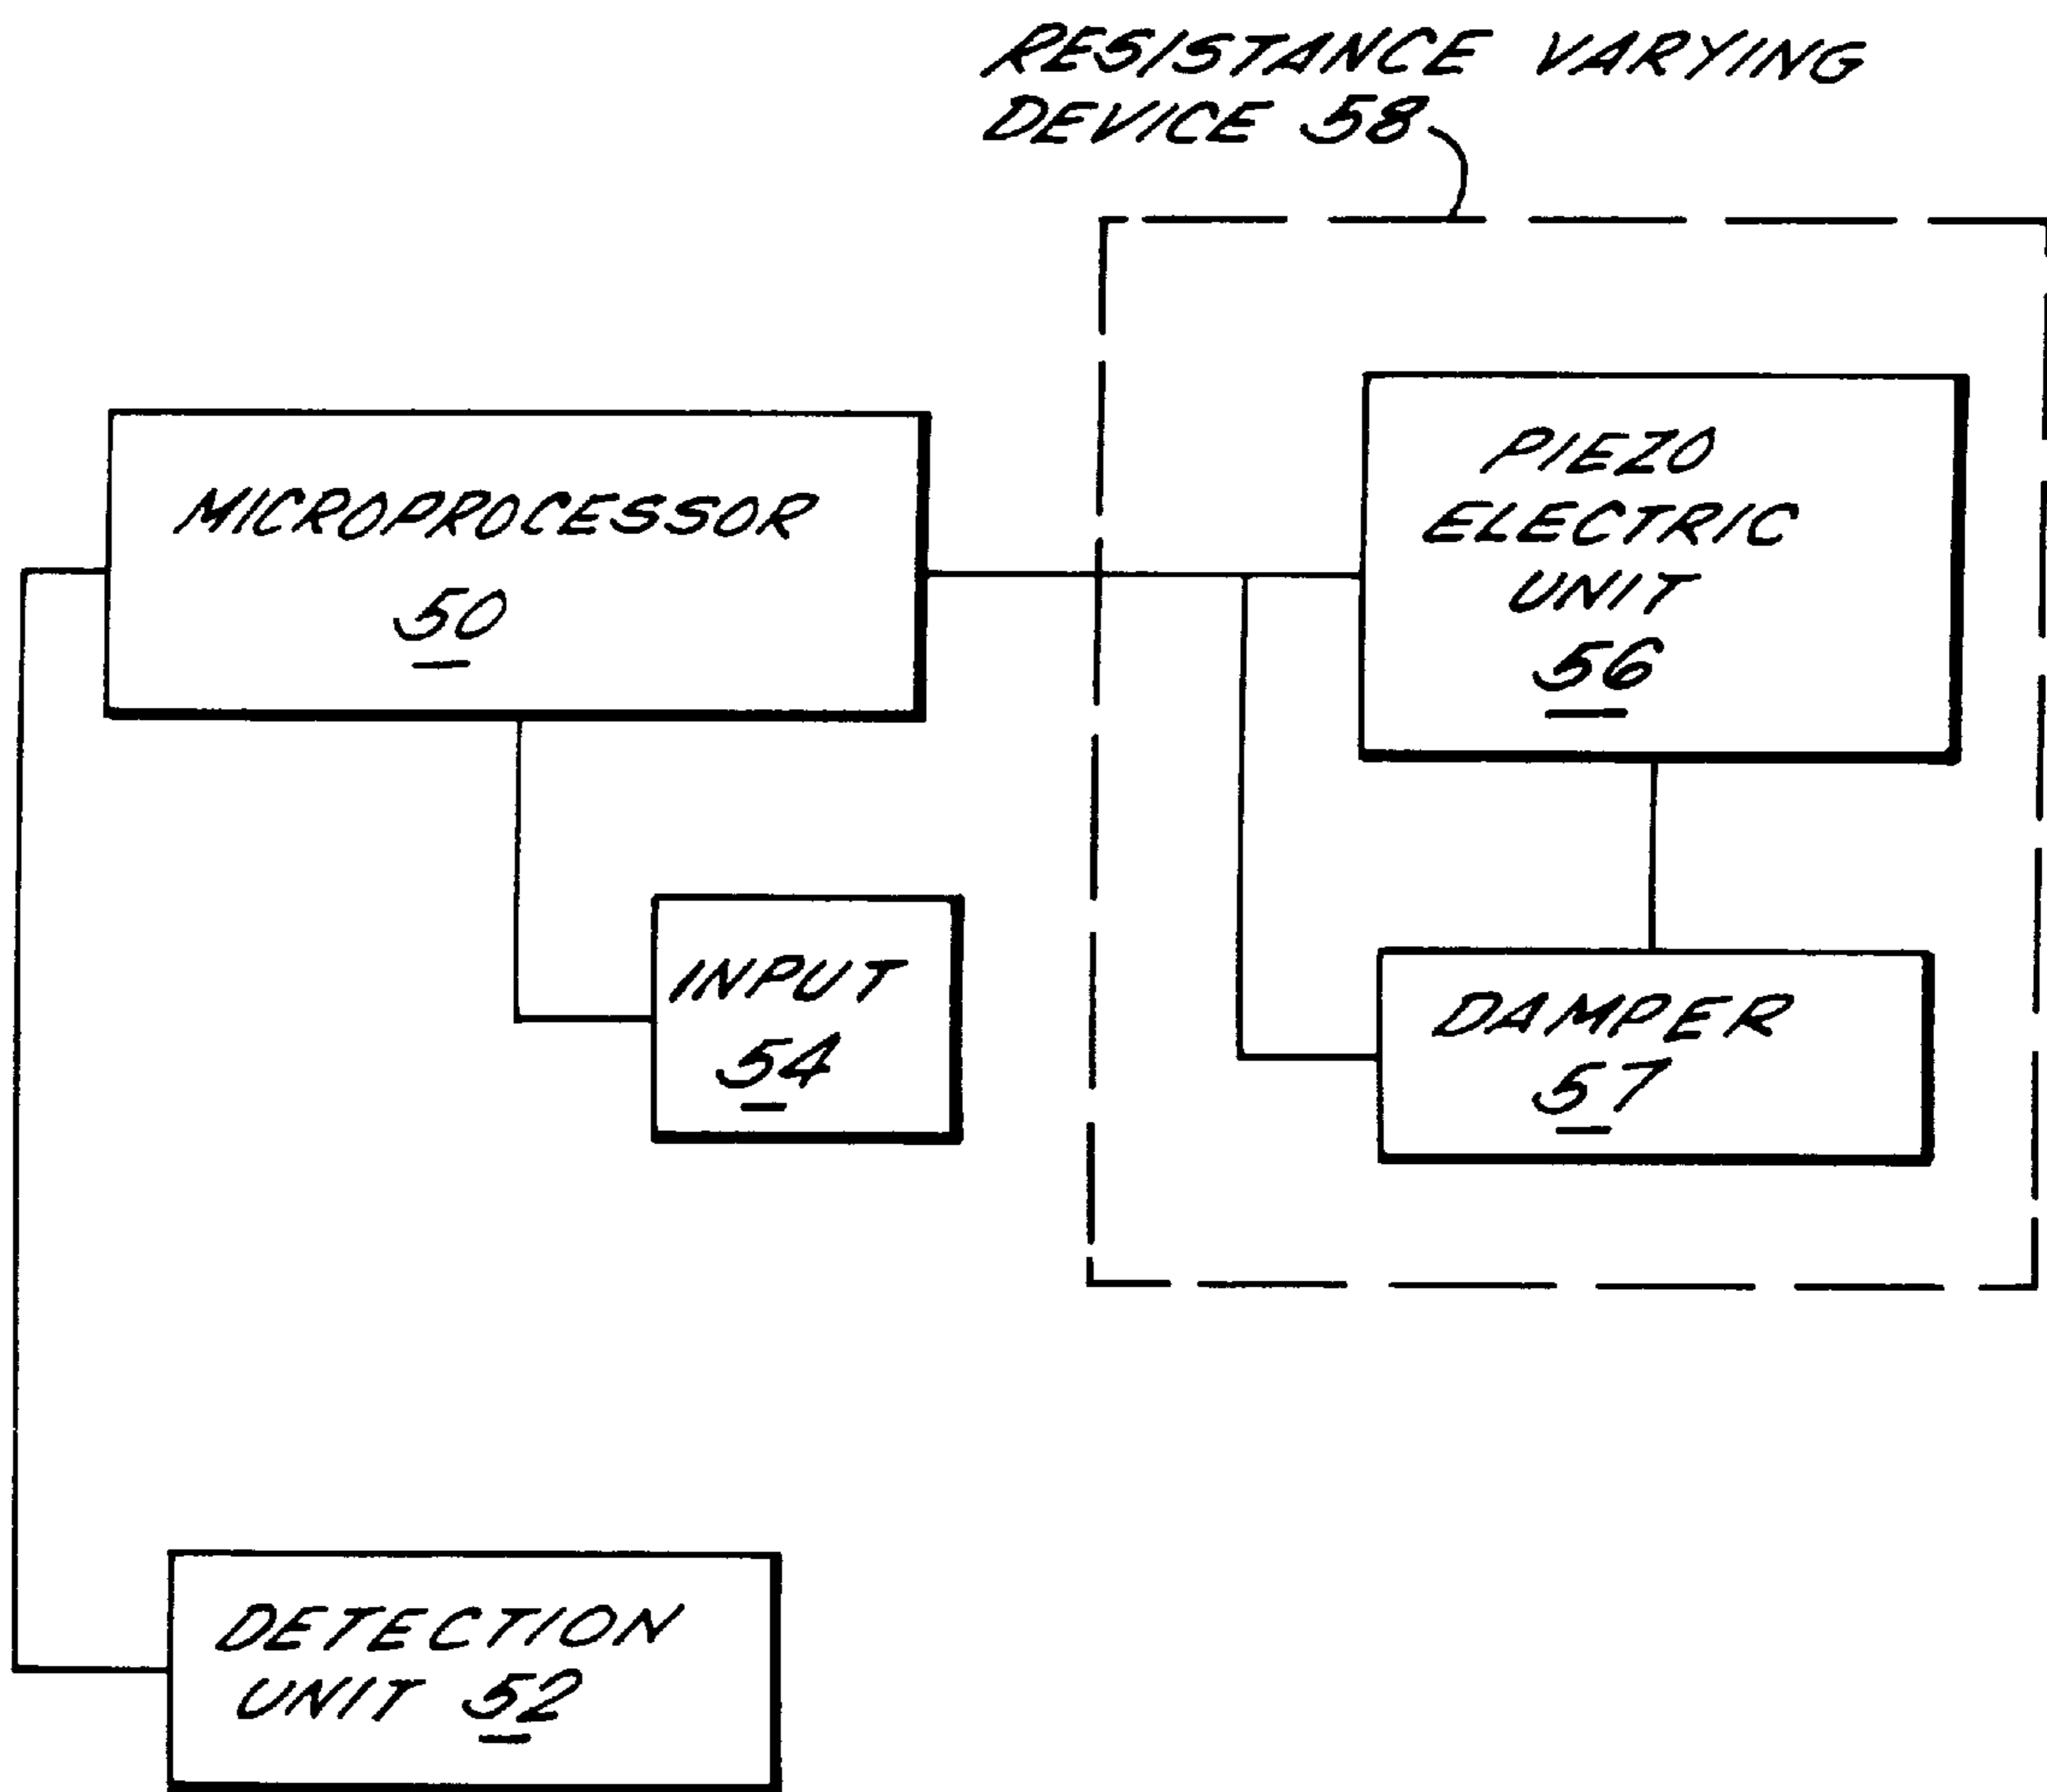 RESISTANCE VARYING
DEVICE 58
MICROPROCESSOR
50
PIEZO
ELECTRIC
UNIT
56
INPUT
54
DAMPER
57
DETECTION
UNIT 52